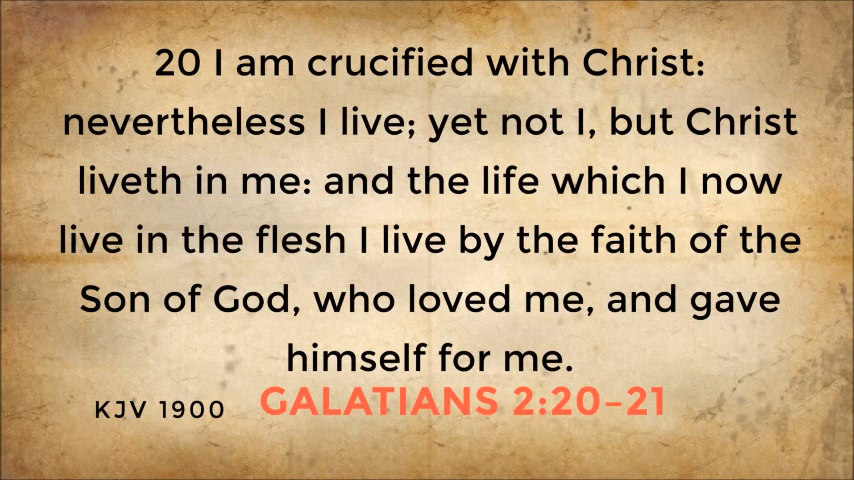 20 I am crucified with Christ:
nevertheless I live; yet not I, but Christ
liveth in me: and the life which I now
live in the flesh I live by the faith of the
Son of God, who loved me, and gave
himself for me.
KJV 1900 GALATIANS 2:20–21